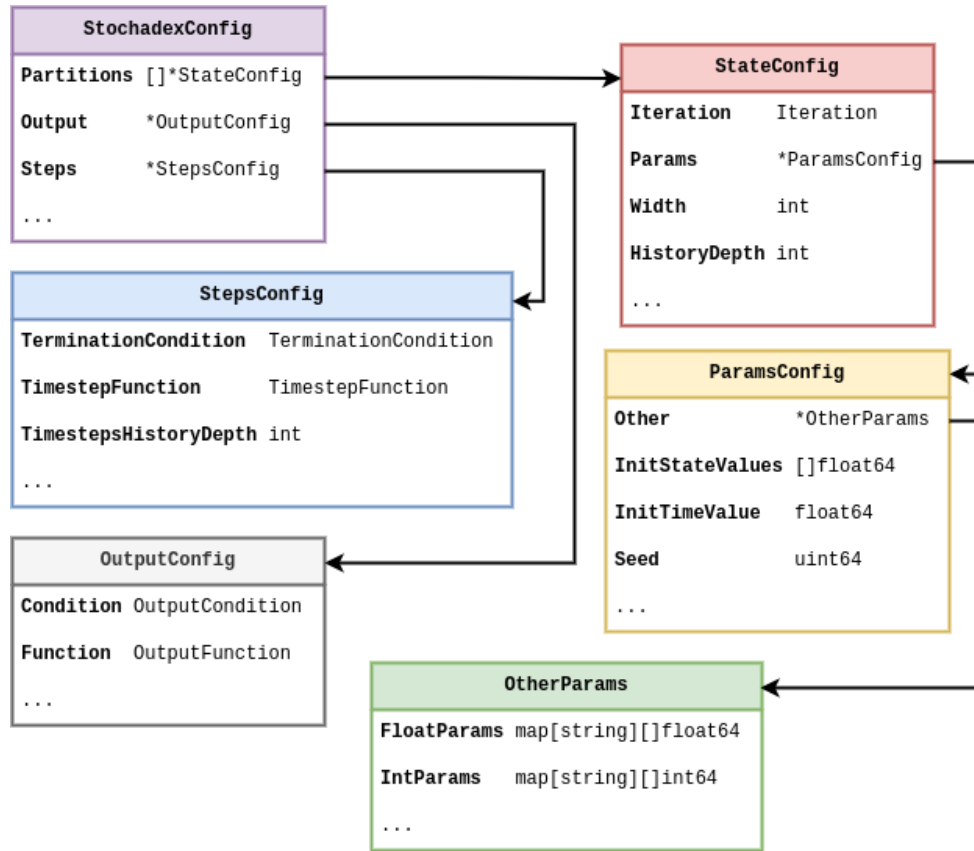 StochadexConfig
Partitions []*StateConfig
Output *OutputConfig
Steps *StepsConfig
...
StateConfig
Iteration Iteration
Params *ParamsConfig
Width int
HistoryDepth int
...
StepsConfig
TerminationCondition TerminationCondition
TimestepFunction TimestepFunction
TimestepsHistoryDepth int
...
ParamsConfig
Other *OtherParams
InitStateValues []float64
InitTimeValue float64
Seed uint64
...
OutputConfig
Condition OutputCondition
Function OutputFunction
...
OtherParams
FloatParams map[string][]float64
IntParams map[string][]int64
...